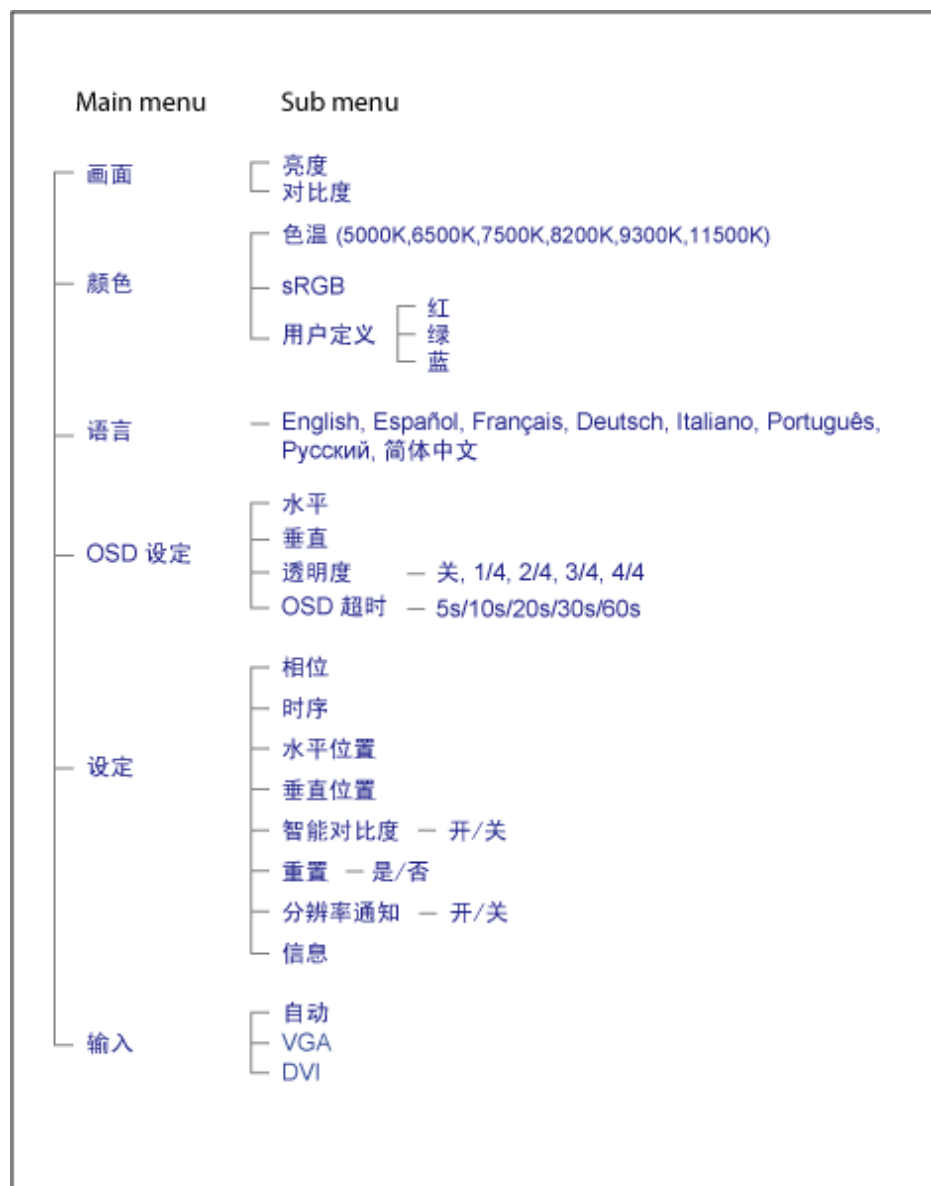 Main menu Sub menu
画面
亮度
对比度
颜色
色温 (5000K,6500K,7500K,8200K,9300K,11500K)
sRGB
用户定义
红
绿
蓝
语言
English, Español, Français, Deutsch, Italiano, Português,
Русский, 简体中文
OSD 设定
水平
垂直
透明度 — 关, 1/4, 2/4, 3/4, 4/4
OSD 超时 — 5s/10s/20s/30s/60s
设定
相位
时序
水平位置
垂直位置
智能对比度 — 开/关
重置 — 是/否
分辨率通知 — 开/关
信息
输入
自动
VGA
DVI